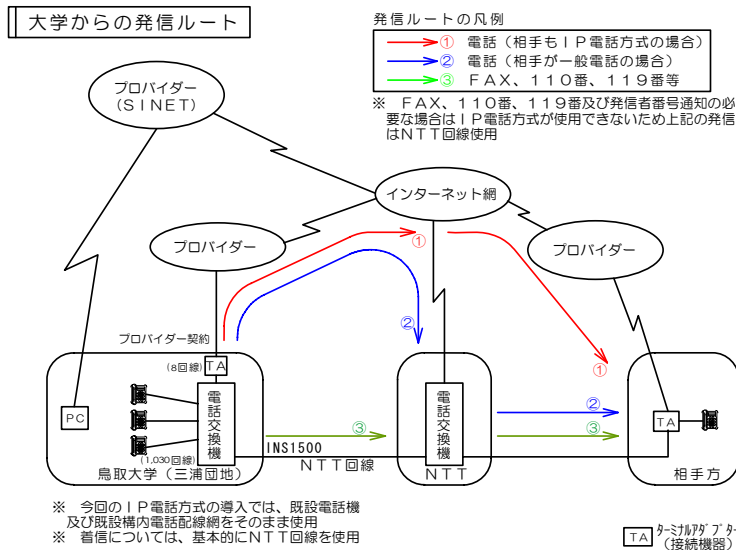 大学からの発信ルート
発信ルートの凡例
① 電話（相手もＩＰ電話方式の場合）
② 電話（相手が一般電話の場合）
③ ＦＡＸ、１１０番、１１９番等
※ ＦＡＸ、１１０番、１１９番及び発信者番号通知の必
要な場合はＩＰ電話方式が使用できないため上記の発信
はＮＴＴ回線使用
プロバイダー
（ＳＩＮＥＴ）
インターネット網
プロバイダー
プロバイダー
①
②
①
プロバイダー契約
(8回線)
ＴＡ
ＰＣ
電話交換機
(1,030回線)
鳥取大学（三浦団地）
③
INS1500
ＮＴＴ回線
電話交換機
ＮＴＴ
②
③
ＴＡ
相手方
※ 今回のＩＰ電話方式の導入では、既設電話機
及び既設構内電話配線網をそのまま使用
※ 着信については、基本的にＮＴＴ回線を使用
ＴＡ ﾀｰﾐﾅﾙｱﾀﾞﾌﾟﾀｰ
（接続機器）